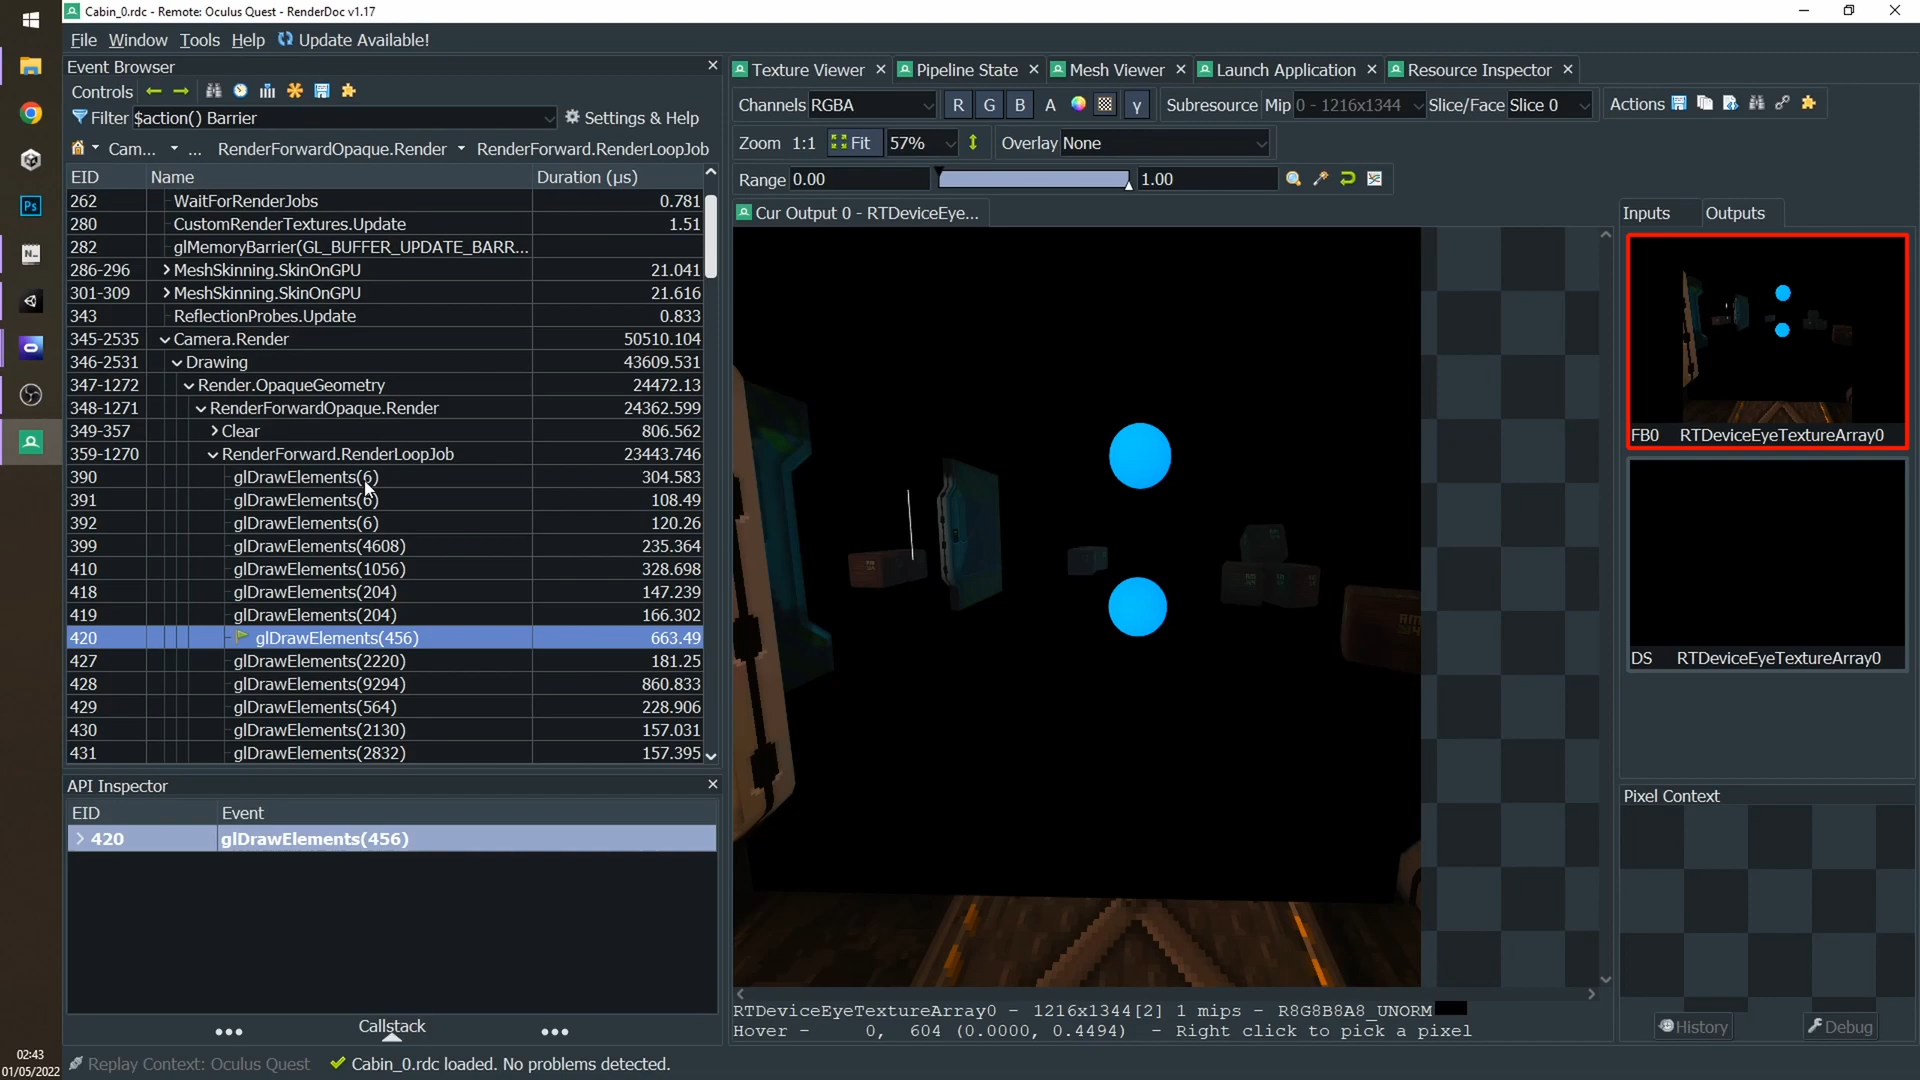 Cabin_0.rdc - Remote: Oculus Quest - RenderDoc v1.17
File Window Tools Help Update Available!
Event Browser
Controls
Filter $action() Barrier Settings & Help
Cam... ... RenderForwardOpaque.Render RenderForward.RenderLoopJob
EID Name Duration (µs)
262 WaitForRenderJobs 0.781
280 CustomRenderTextures.Update 1.51
282 glMemoryBarrier(GL_BUFFER_UPDATE_BARR...
286-296 MeshSkinning.SkinOnGPU 21.041
301-309 MeshSkinning.SkinOnGPU 21.616
343 ReflectionProbes.Update 0.833
345-2535 Camera.Render 50510.104
346-2531 Drawing 43609.531
347-1272 Render.OpaqueGeometry 24472.13
348-1271 RenderForwardOpaque.Render 24362.599
349-357 Clear 806.562
359-1270 RenderForward.RenderLoopJob 23443.746
390 glDrawElements(6) 304.583
391 glDrawElements(6) 108.49
392 glDrawElements(6) 120.26
399 glDrawElements(4608) 235.364
410 glDrawElements(1056) 328.698
418 glDrawElements(204) 147.239
419 glDrawElements(204) 166.302
420 glDrawElements(456) 663.49
427 glDrawElements(2220) 181.25
428 glDrawElements(9294) 860.833
429 glDrawElements(564) 228.906
430 glDrawElements(2130) 157.031
431 glDrawElements(2832) 157.395
API Inspector
EID Event
420 glDrawElements(456)
Callstack
Replay Context: Oculus Quest Cabin_0.rdc loaded. No problems detected.
Texture Viewer Pipeline State Mesh Viewer Launch Application Resource Inspector
Channels RGBA R G B A γ Subresource Mip 0 - 1216x1344 Slice/Face Slice 0 Actions
Zoom 1:1 Fit 57% Overlay None
Range 0.00 1.00
Cur Output 0 - RTDeviceEye...
RTDeviceEyeTextureArray0 - 1216x1344[2] 1 mips - R8G8B8A8_UNORM
Hover - 0, 604 (0.0000, 0.4494) - Right click to pick a pixel
Inputs Outputs
FB0 RTDeviceEyeTextureArray0
DS RTDeviceEyeTextureArray0
Pixel Context
History Debug
Ps
N
02:43
01/05/2022